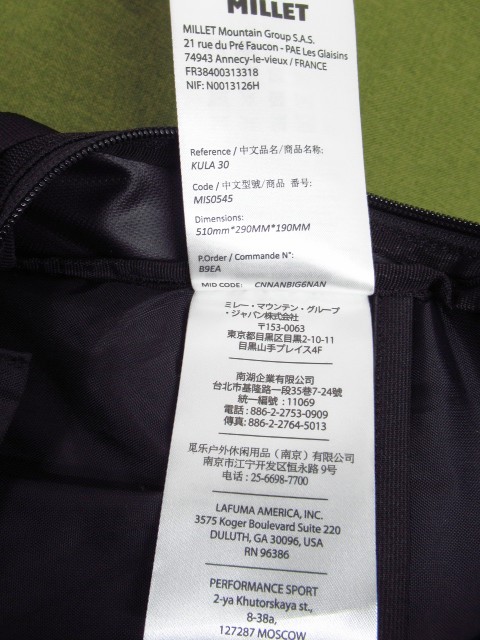 MILLET
MILLET Mountain Group S.A.S.
21 rue du Pré Faucon - PAE Les Glaisins
74943 Annecy-le-vieux / FRANCE
FR38400313318
NIF: N0013126H
Reference / 中文品名/商品名称:
KULA 30
Code / 中文型號/商品 番号:
MIS0545
Dimensions:
510mm*290MM*190MM
P.Order / Commande N°:
B9EA
MID CODE: CNNANBIG6NAN
ミレー・マウンテン・グループ
・ジャパン株式会社
〒153-0063
東京都目黒区目黒2-10-11
目黒山手プレイス4F
南湖企業有限公司
台北市基隆路一段35巷7-24號
統一編號 : 11069
電話 : 886-2-2753-0909
傳真: 886-2-2764-5013
觅乐户外休闲用品（南京）有限公司
南京市江宁开发区恒永路 9号
电话 : 25-6698-7700
LAFUMA AMERICA, INC.
3575 Koger Boulevard Suite 220
DULUTH, GA 30096, USA
RN 96386
PERFORMANCE SPORT
2-ya Khutorskaya st.,
8-38a,
127287 MOSCOW